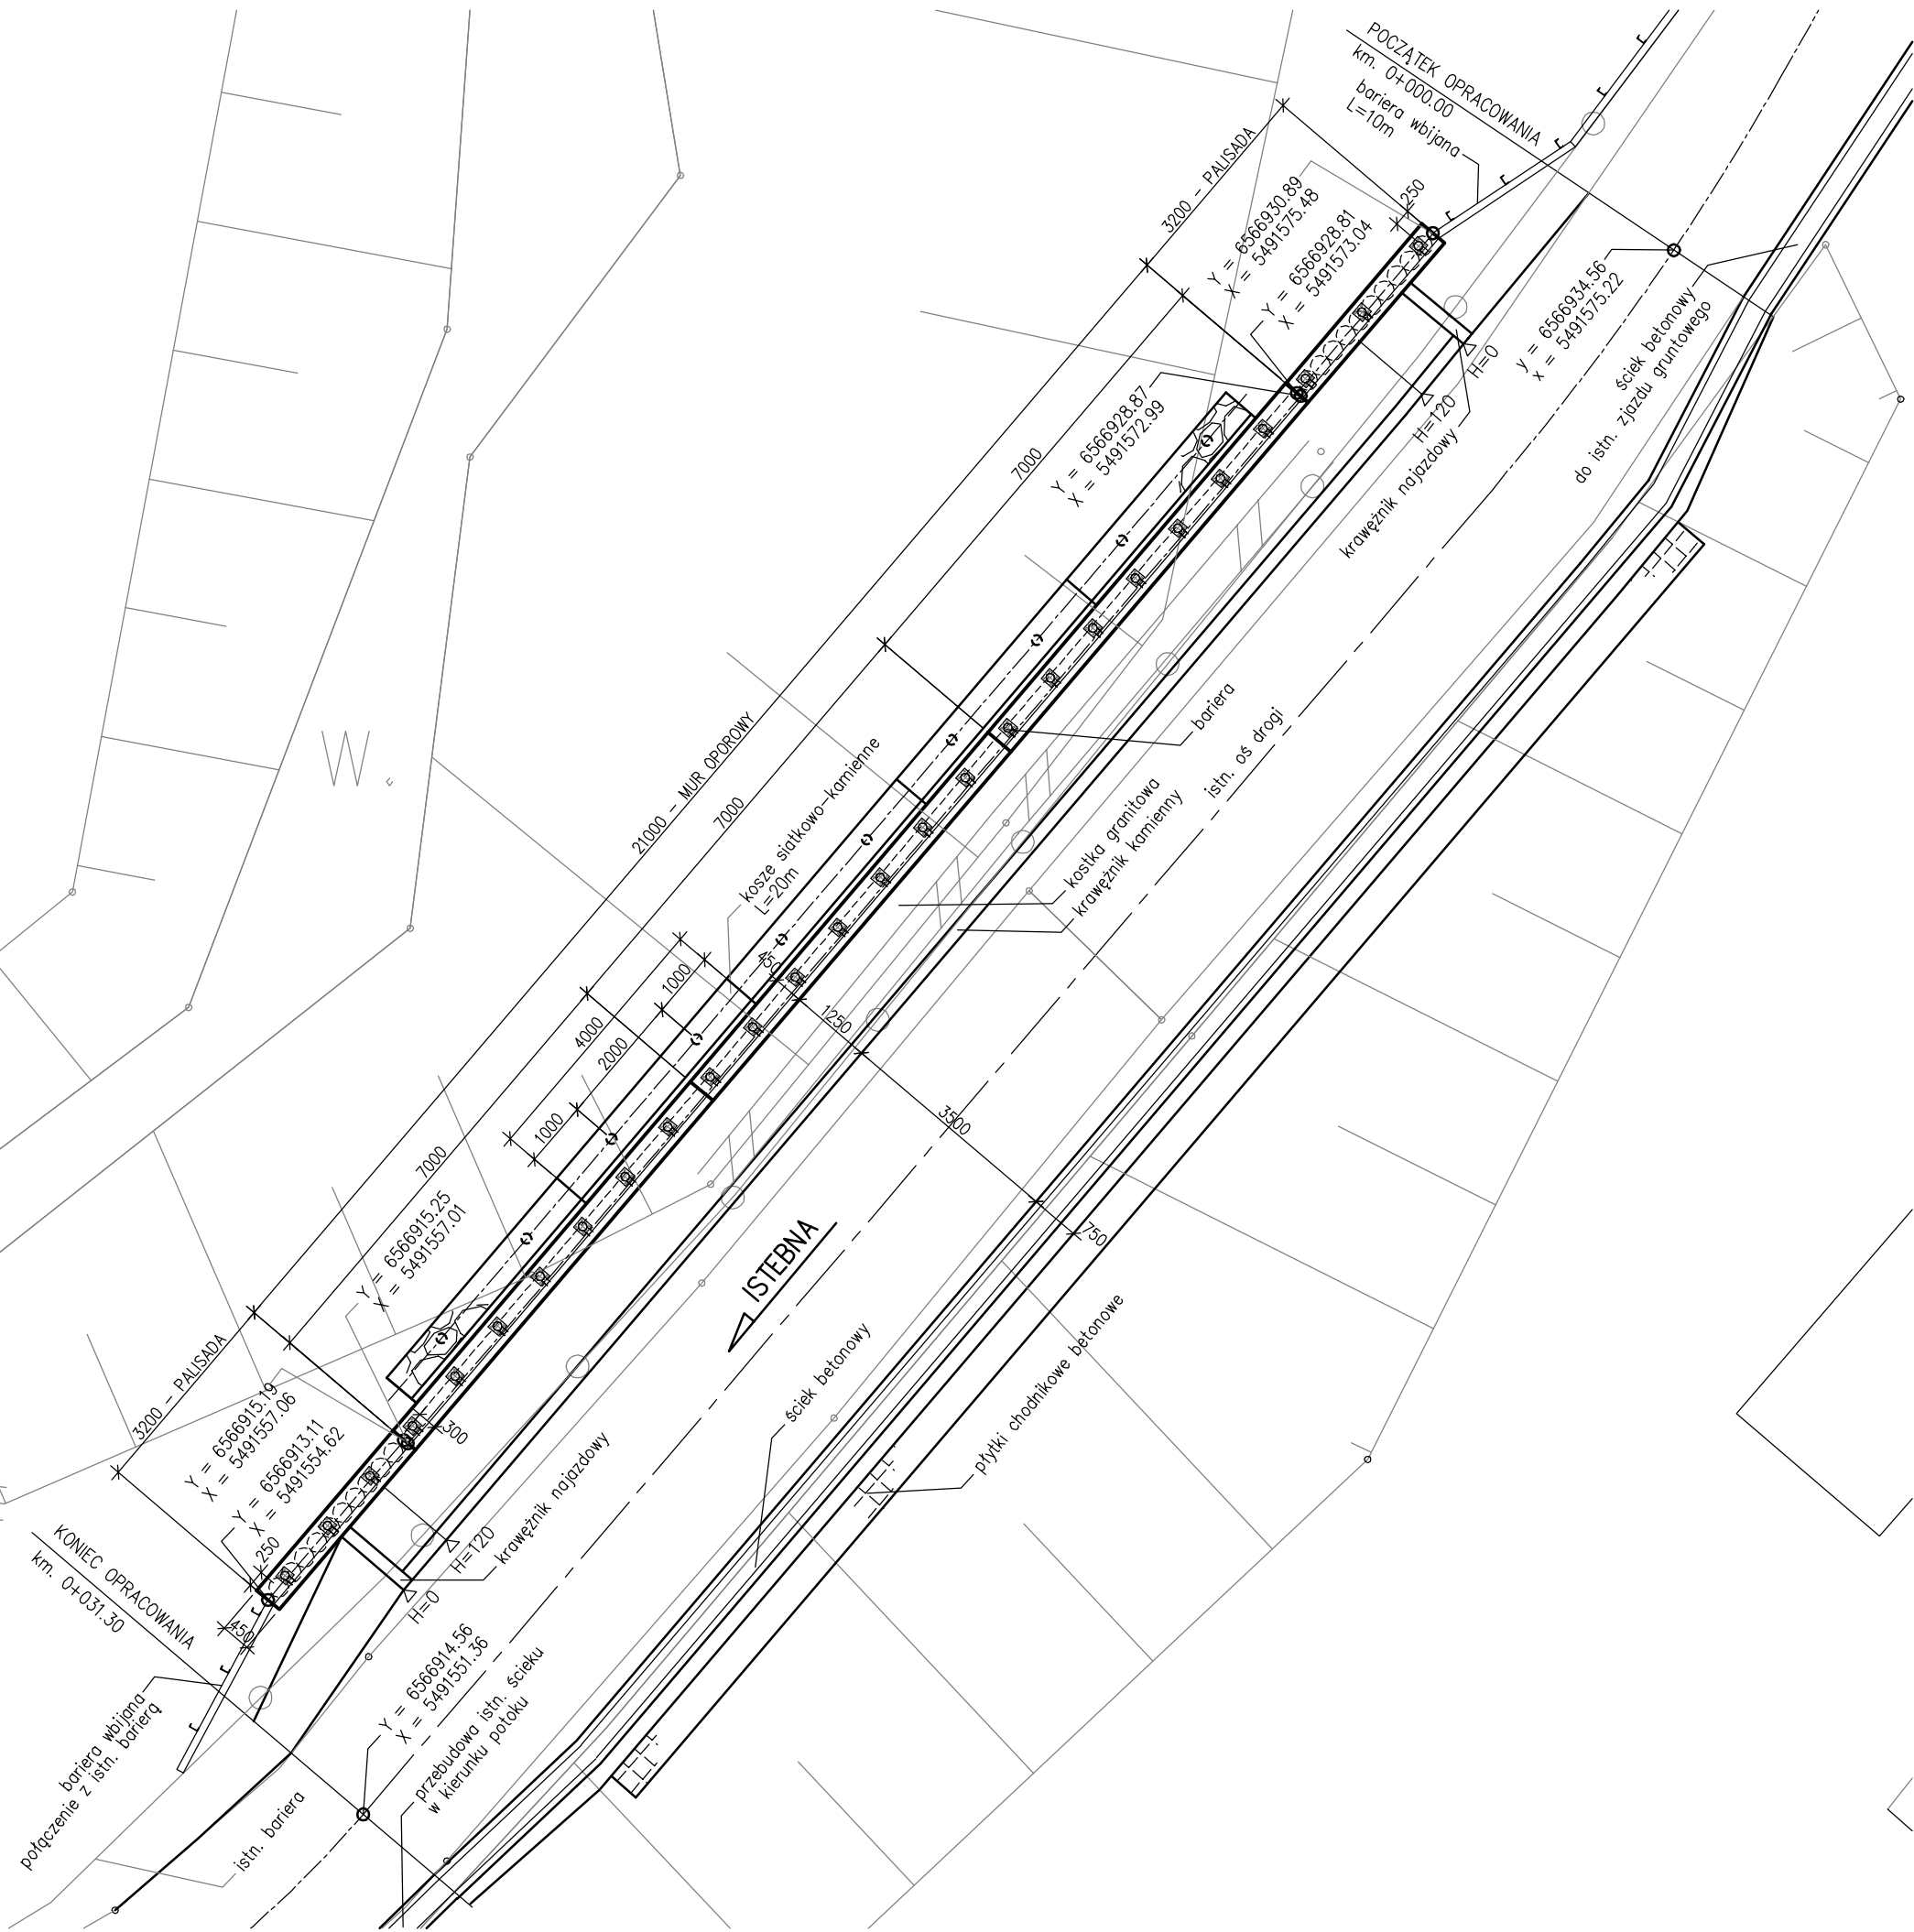 POCZĄTEK OPRACOWANIA
km. 0+000.00
bariera wbijana
L=10m
3200 - PALISADA
250
Y = 6566930.89
X = 5491575.48
Y = 6566928.81
X = 5491573.04
y = 6566934.56
x = 5491575.22
ściek betonowy
do istn. zjazdu gruntowego
H=0
H=120
krawężnik najazdowy
7000
Y = 6566928.87
X = 5491572.99
bariera
istn. oś drogi
21000 - MUR OPOROWY
7000
kosze siatkowo-kamienne
L=20m
kostka granitowa
krawężnik kamienny
W.
450
1000
4000
2000
1000
1250
3500
750
7000
Y = 6566915.25
X = 5491557.01
ISTEBNA
ściek betonowy
płytki chodnikowe betonowe
3200 - PALISADA
Y = 6566915.19
X = 5491557.06
Y = 6566913.11
X = 5491554.62
300
250
H=120
krawężnik najazdowy
H=0
KONIEC OPRACOWANIA
km. 0+031.30
450
Y = 6566914.56
X = 5491551.36
przebudowa istn. ścieku
w kierunku potoku
bariera wbijana
połączenie z istn. barierą
istn. bariera